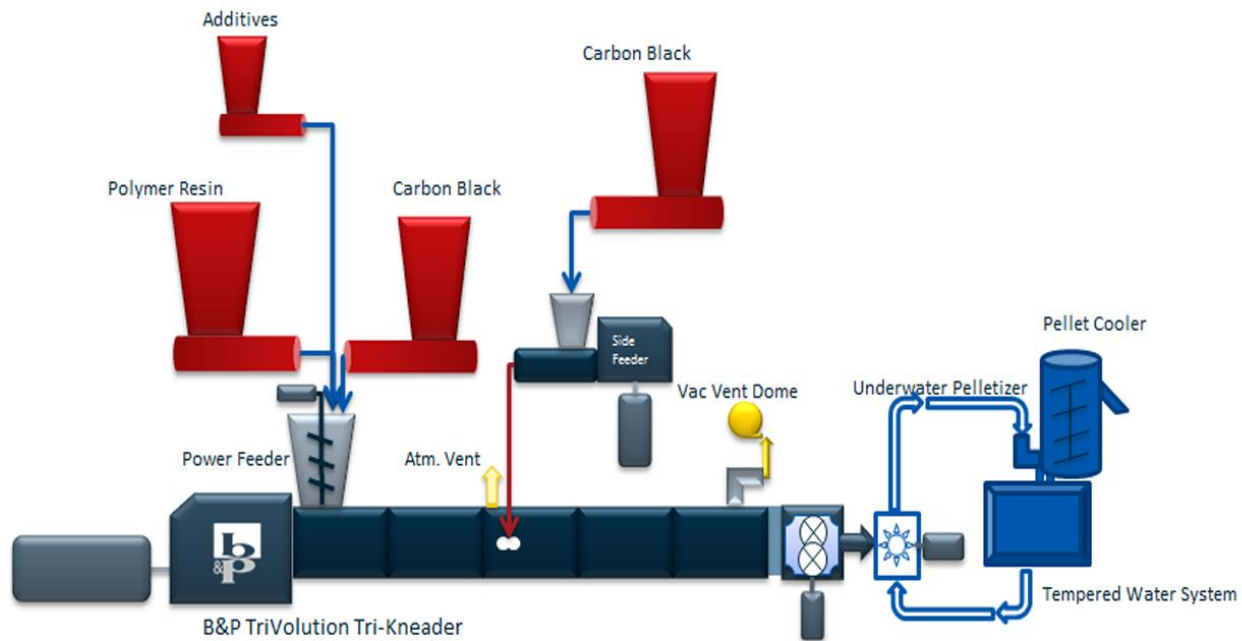 Additives
Carbon Black
Polymer Resin
Carbon Black
Side
Feeder
Pellet Cooler
Vac Vent Dome
Underwater Pelletizer
Power Feeder
Atm. Vent
b&p
B&P TriVolution Tri-Kneader
Tempered Water System